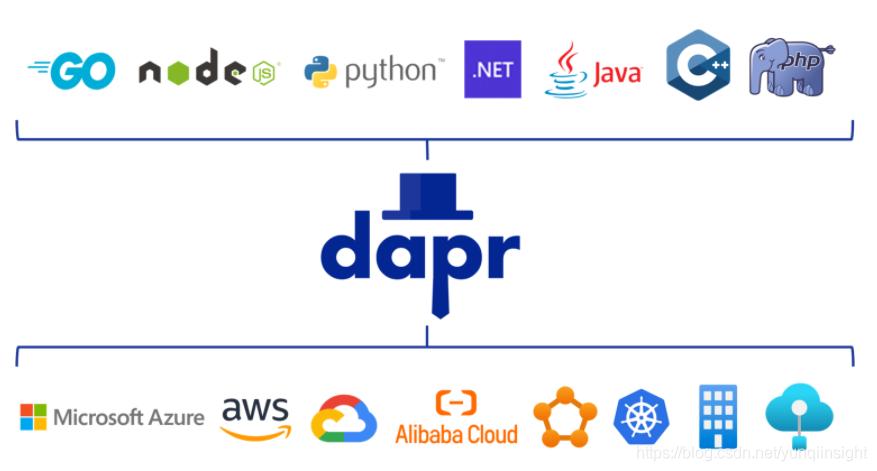 GO
node
JS
python™
.NET
Java
C++
php
dapr
Microsoft Azure
aws
Alibaba Cloud
https://blog.csdn.net/yunqiinsight